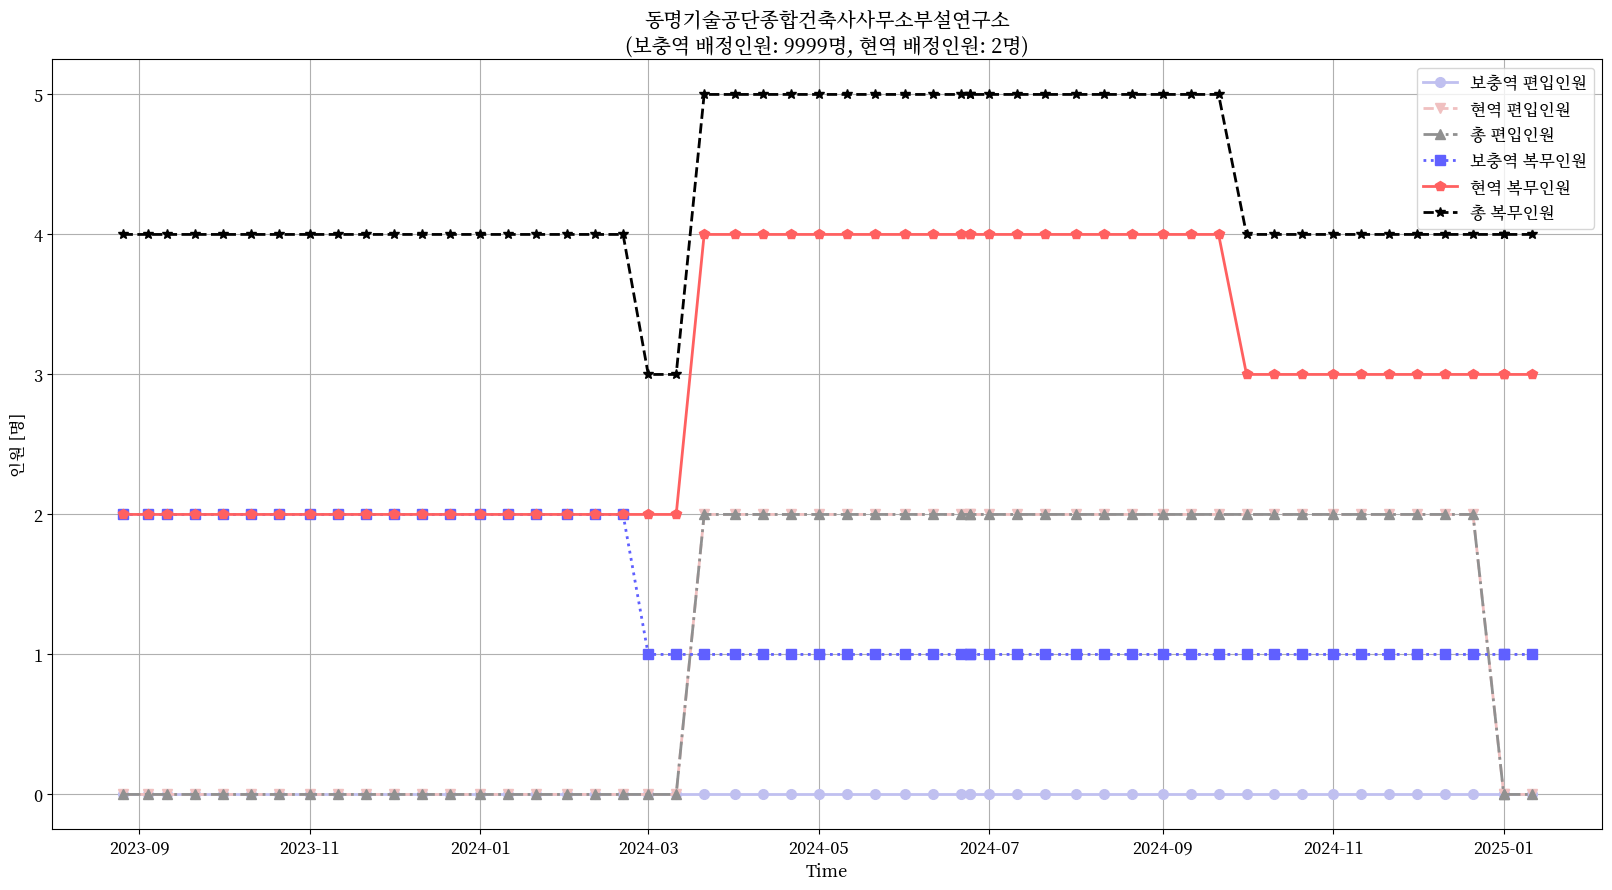 동명기술공단종합건축사사무소부설연구소
(보충역 배정인원: 9999명, 현역 배정인원: 2명)
보충역 편입인원
현역 편입인원
총 편입인원
보충역 복무인원
현역 복무인원
총 복무인원
인원 [명]
5
4
3
2
1
0
2023-09
2023-11
2024-01
2024-03
2024-05
2024-07
2024-09
2024-11
2025-01
Time